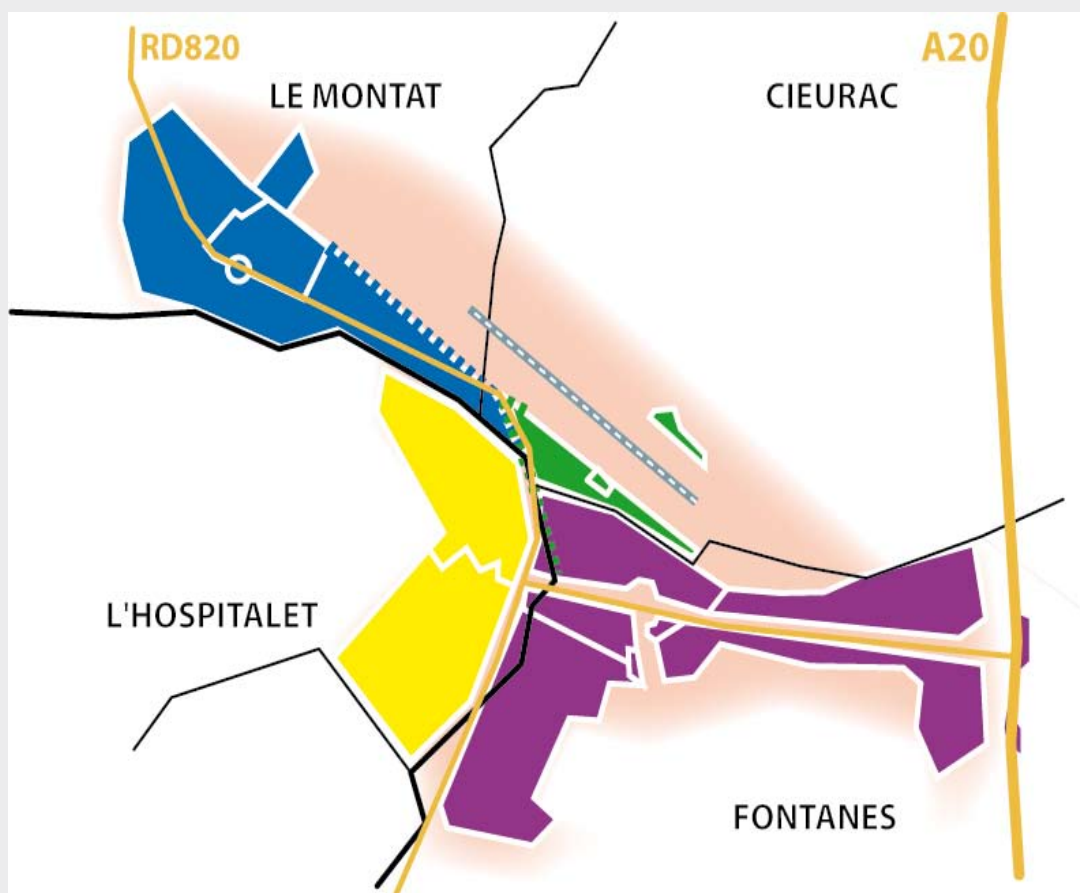 RD820
A20
LE MONTAT
CIEURAC
L'HOSPITALET
FONTANES